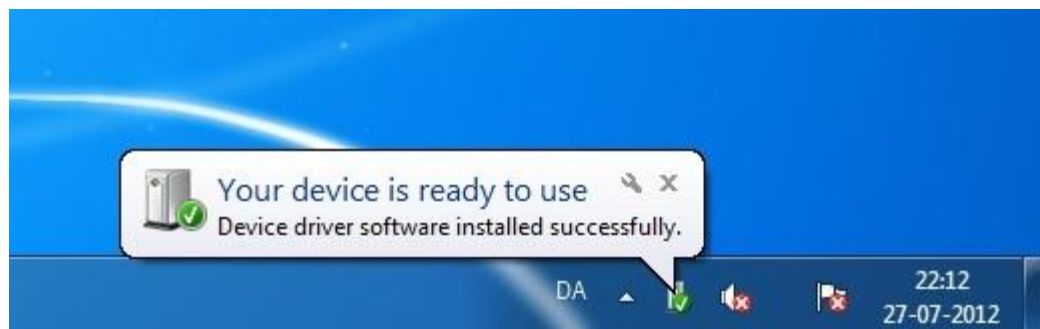 Your device is ready to use
Device driver software installed successfully.
DA
22:12
27-07-2012